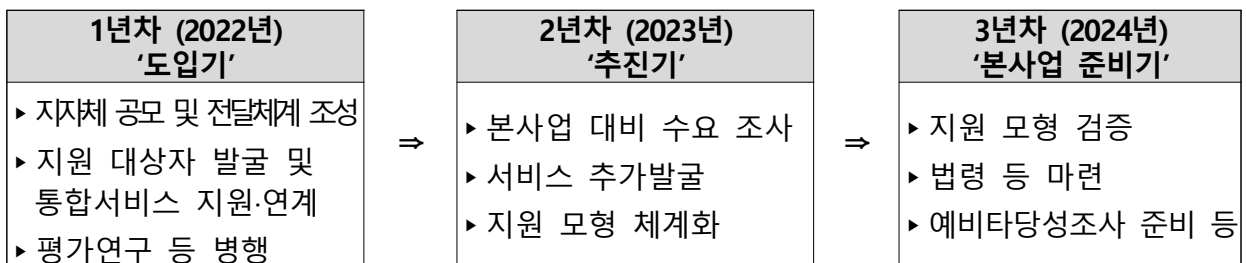 1년차 (2022년)
‘도입기’
▸ 지자체 공모 및 전달체계 조성
▸ 지원 대상자 발굴 및
통합서비스 지원·연계
▸ 평가연구 등 병행
⇒
2년차 (2023년)
‘추진기’
▸ 본사업 대비 수요 조사
▸ 서비스 추가발굴
▸ 지원 모형 체계화
⇒
3년차 (2024년)
‘본사업 준비기’
▸ 지원 모형 검증
▸ 법령 등 마련
▸ 예비타당성조사 준비 등